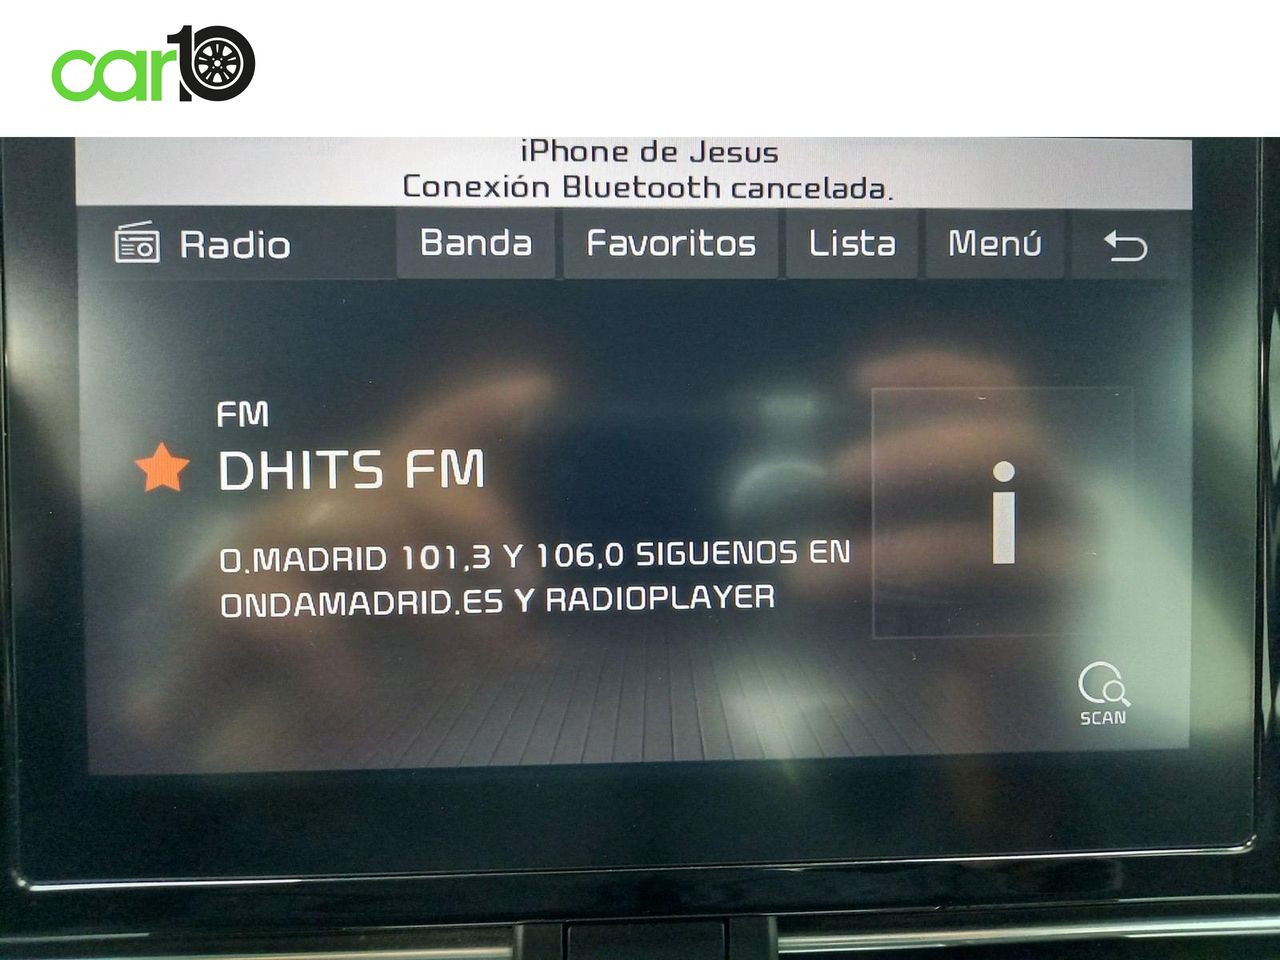 car10
iPhone de Jesus
Conexión Bluetooth cancelada.
Radio
Banda
Favoritos
Lista
Menú
FM
DHITS FM
O.MADRID 101,3 Y 106,0 SIGUENOS EN
ONDAMADRID.ES Y RADIOPLAYER
i
SCAN